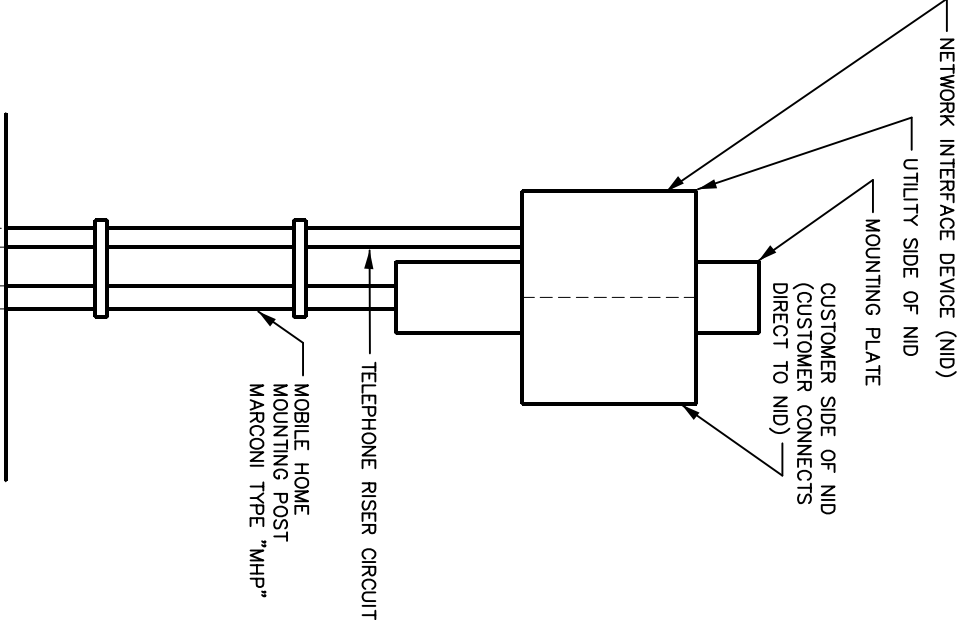 NETWORK INTERFACE DEVICE (NID)
UTILITY SIDE OF NID
MOUNTING PLATE
CUSTOMER SIDE OF NID
(CUSTOMER CONNECTS
DIRECT TO NID)
TELEPHONE RISER CIRCUIT
MOBILE HOME
MOUNTING POST
MARCONI TYPE "MHP"